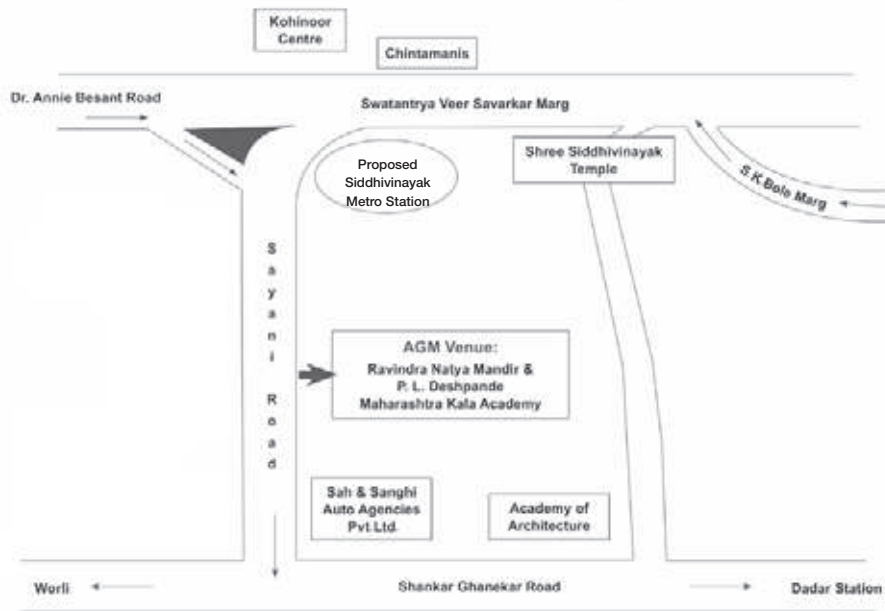 Kohinoor
Centre
Chintamanis
Dr. Annie Besant Road
Swatantrya Veer Savarkar Marg
Shree Siddhivinayak
Temple
S.K.Bole Marg
Proposed
Siddhivinayak
Metro Station
Sayani Road
AGM Venue:
Ravindra Natya Mandir &
P. L. Deshpande
Maharashtra Kala Academy
Sah & Sanghi
Auto Agencies
Pvt.Ltd.
Academy of
Architecture
Worli
Shankar Ghanekar Road
Dadar Station